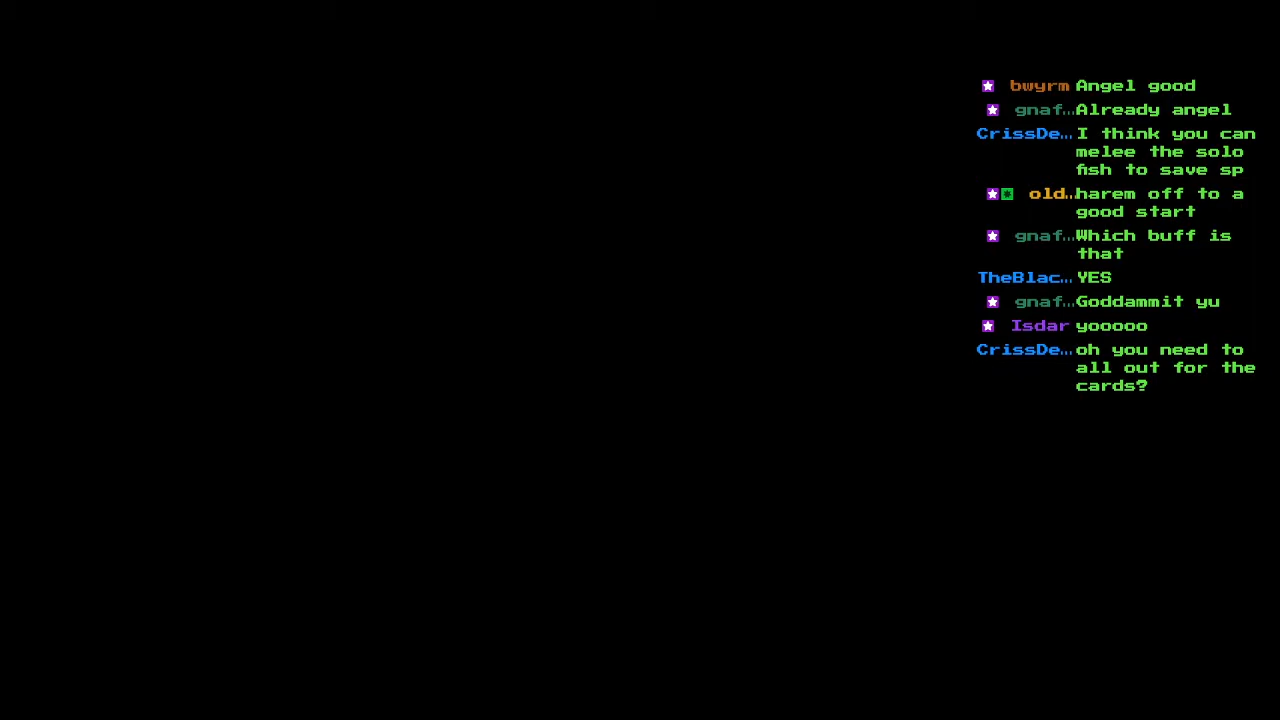 bwyrm Angel good
gnaf… Already angel
CrissDe… I think you can
melee the solo
fish to save sp
old… harem off to a
good start
gnaf… Which buff is
that
TheBlac… YES
gnaf… Goddammit yu
Isdar yooooo
CrissDe… oh you need to
all out for the
cards?